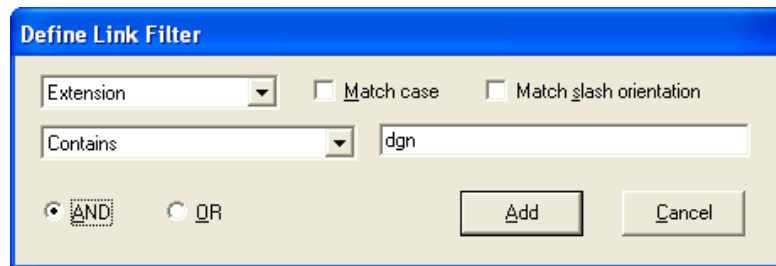 Define Link Filter
Extension Match case Match slash orientation
Contains dgn
AND OR Add Cancel